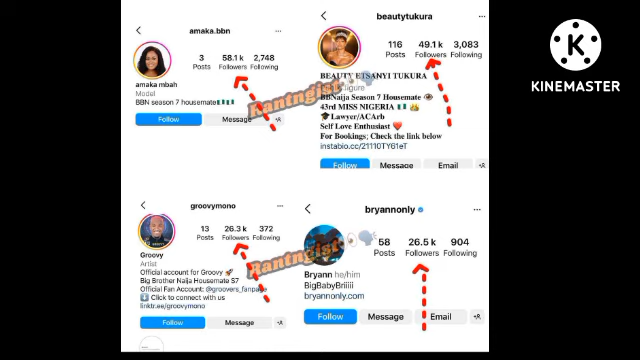 amaka.bbn
3
58.1 k
2,748
Posts
Followers
Following
amaka mbah
Model
BBN season 7 housemate
Follow
Message
beautytukura
116
49.1 k
3,083
Posts
Followers
Following
BEAUTY ETSANYI TUKURA
BBNaija Season 7 Housemate
43rd MISS NIGERIA
Lawyer/ACArb
Self Love Enthusiast
For Bookings; Check the link below
instabio.cc/21110TY61eT
Follow
Message
Email
Rantngist
K
KINEMASTER
groovymono
13
26.3 k
372
Posts
Followers
Following
Groovy
Artist
Official account for Groovy
Big Brother Naija Housemate S7
Official Fan Account: @groovers_fanpage
Click to connect with us
linktr.ee/groovymono
Follow
Message
bryannonly
58
26.5 k
904
Posts
Followers
Following
Bryann he/him
BigBabyBriiiii
bryannonly.com
Follow
Message
Email
Rantngist